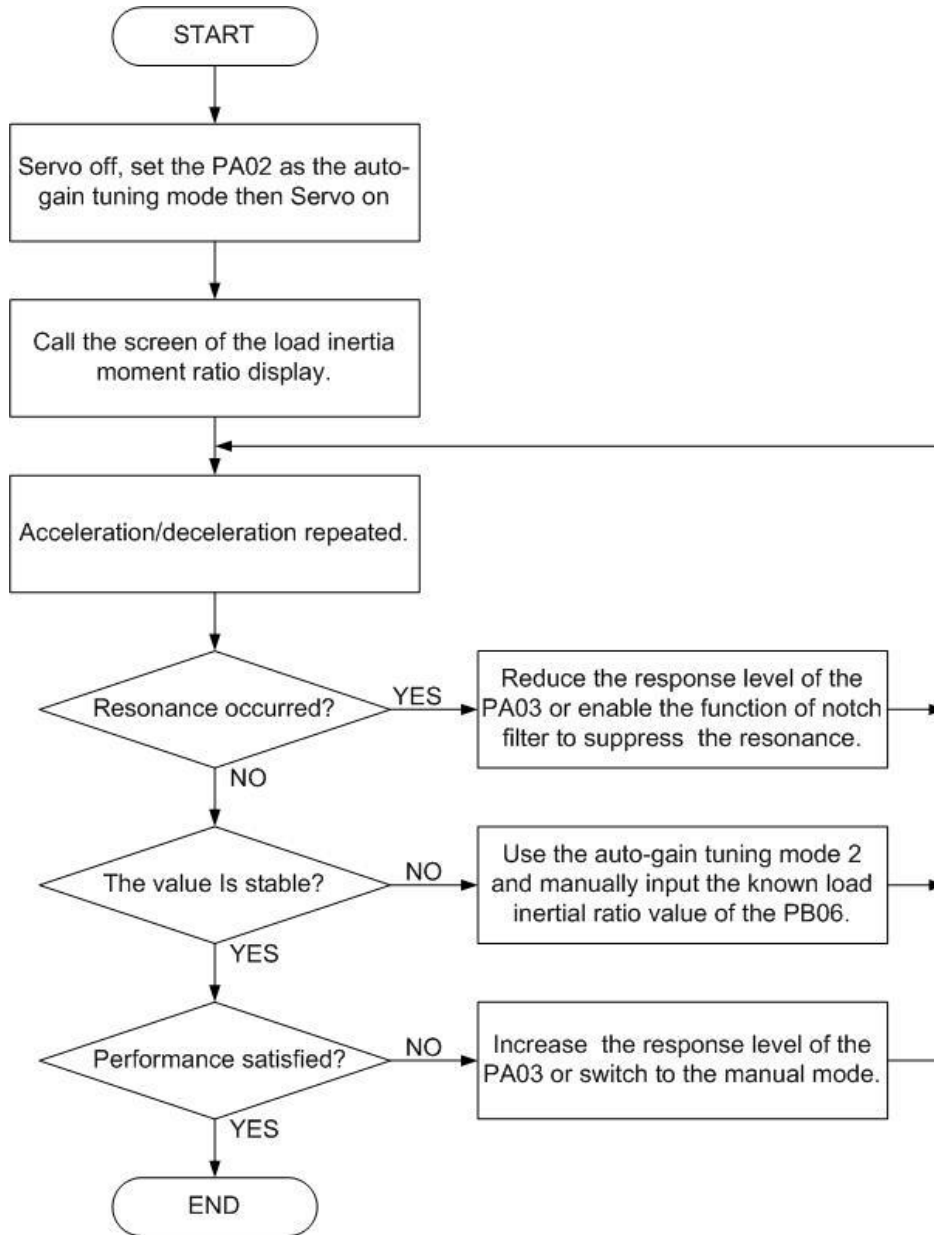 START
Servo off, set the PA02 as the auto-
gain tuning mode then Servo on
Call the screen of the load inertia
moment ratio display.
Acceleration/deceleration repeated.
Resonance occurred?
YES
Reduce the response level of the
PA03 or enable the function of notch
filter to suppress the resonance.
NO
The value Is stable?
NO
Use the auto-gain tuning mode 2
and manually input the known load
inertial ratio value of the PB06.
YES
Performance satisfied?
NO
Increase the response level of the
PA03 or switch to the manual mode.
YES
END